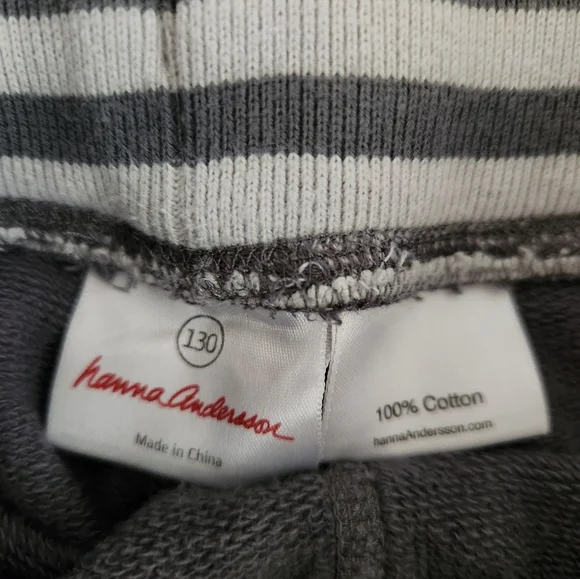 130
hanna Andersson
Made in China
100% Cotton
hannaAndersson.com